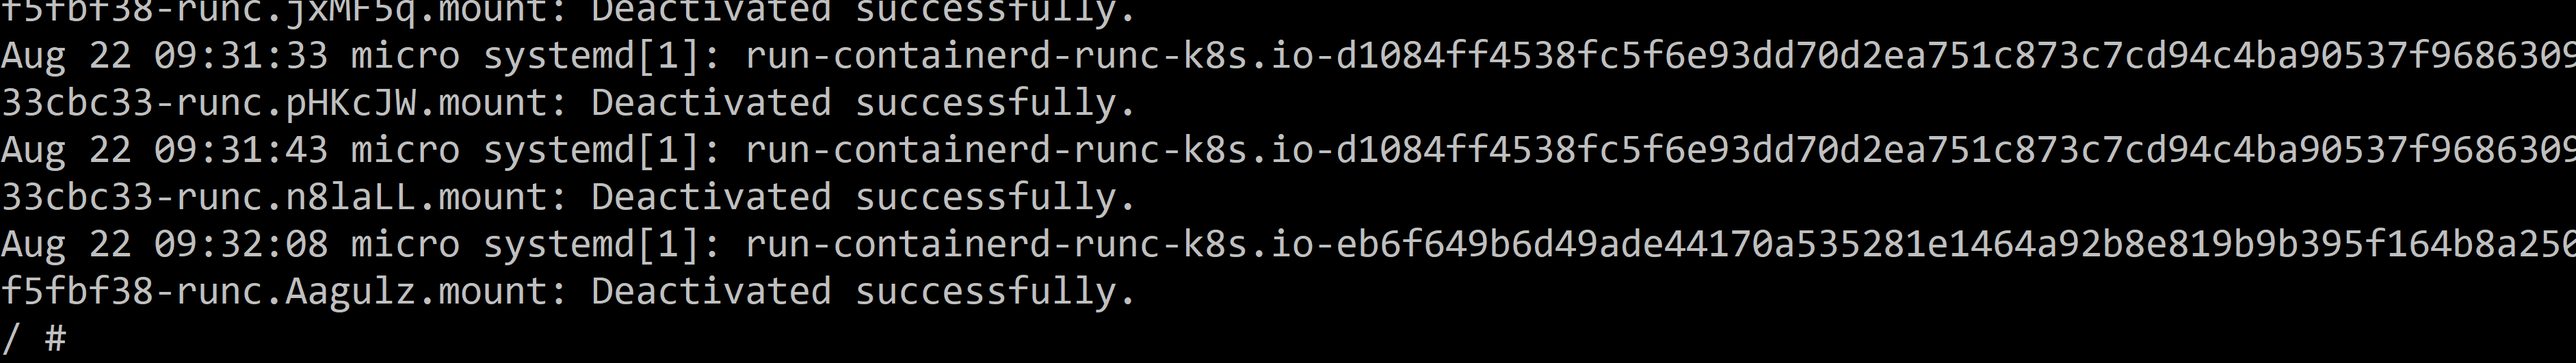 f5fbf38-runc.jxMF5q.mount: Deactivated successfully.
Aug 22 09:31:33 micro systemd[1]: run-containerd-runc-k8s.io-d1084ff4538fc5f6e93dd70d2ea751c873c7cd94c4ba90537f9686309
33cbc33-runc.pHKcJW.mount: Deactivated successfully.
Aug 22 09:31:43 micro systemd[1]: run-containerd-runc-k8s.io-d1084ff4538fc5f6e93dd70d2ea751c873c7cd94c4ba90537f9686309
33cbc33-runc.n8laLL.mount: Deactivated successfully.
Aug 22 09:32:08 micro systemd[1]: run-containerd-runc-k8s.io-eb6f649b6d49ade44170a535281e1464a92b8e819b9b395f164b8a250
f5fbf38-runc.Aagulz.mount: Deactivated successfully.
/ #